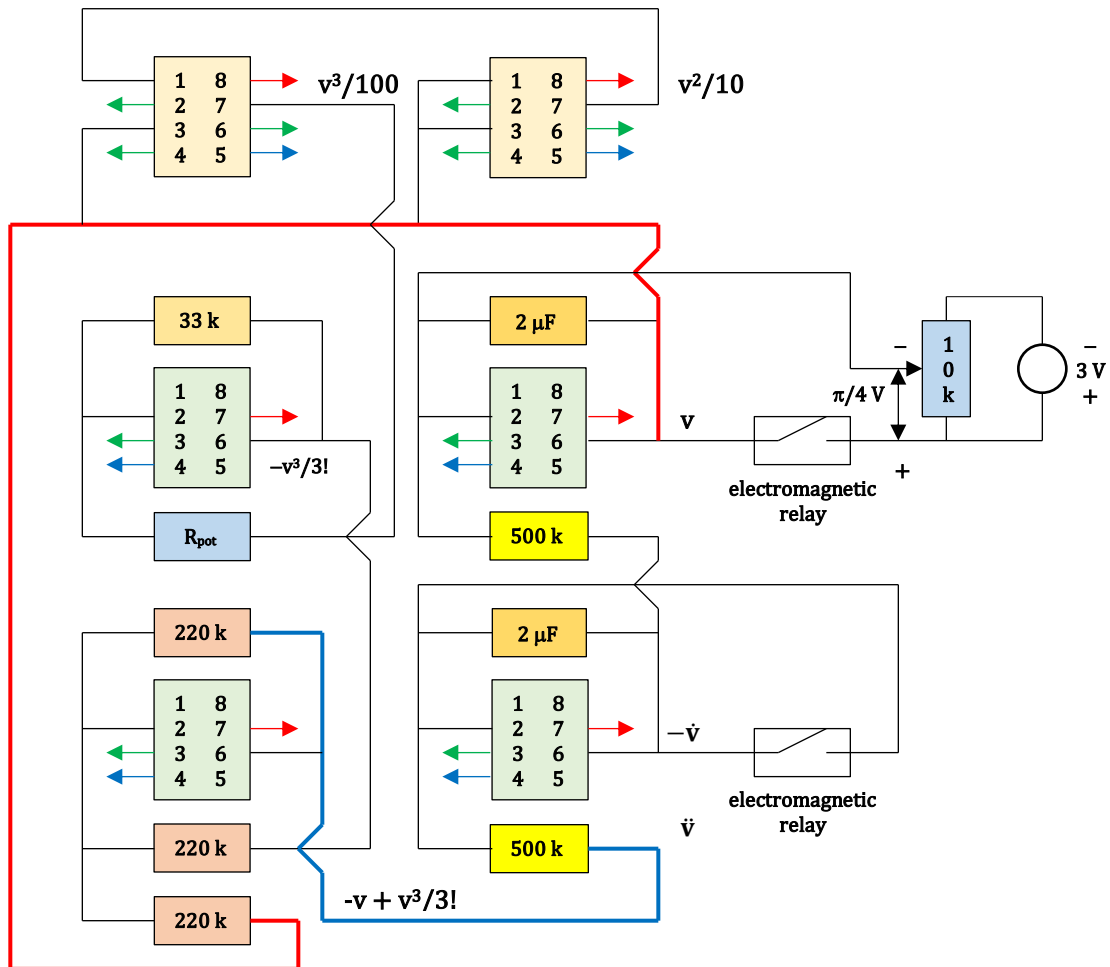 1 8
2 7
3 6
4 5
v³/100
1 8
2 7
3 6
4 5
v²/10
33 k
1 8
2 7
3 6
4 5
−v³/3!
Rpot
2 μF
1 8
2 7
3 6
4 5
v
500 k
electromagnetic
relay
π/4 V
−
+
1
0
k
−
3 V
+
220 k
1 8
2 7
3 6
4 5
220 k
220 k
-v + v³/3!
2 μF
1 8
2 7
3 6
4 5
−v̇
500 k
v̈
electromagnetic
relay